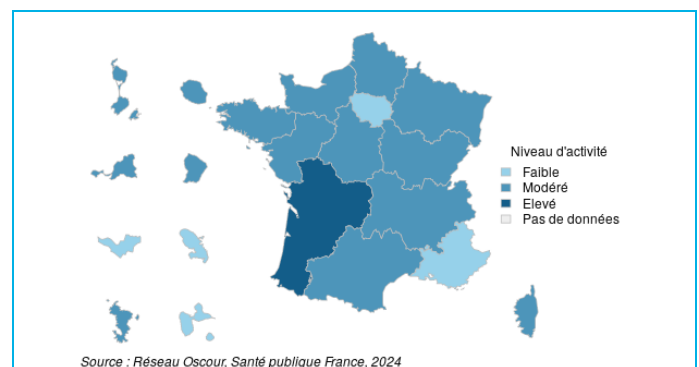 Niveau d'activité
Faible
Modéré
Elevé
Pas de données
Source : Réseau Oscour, Santé publique France, 2024